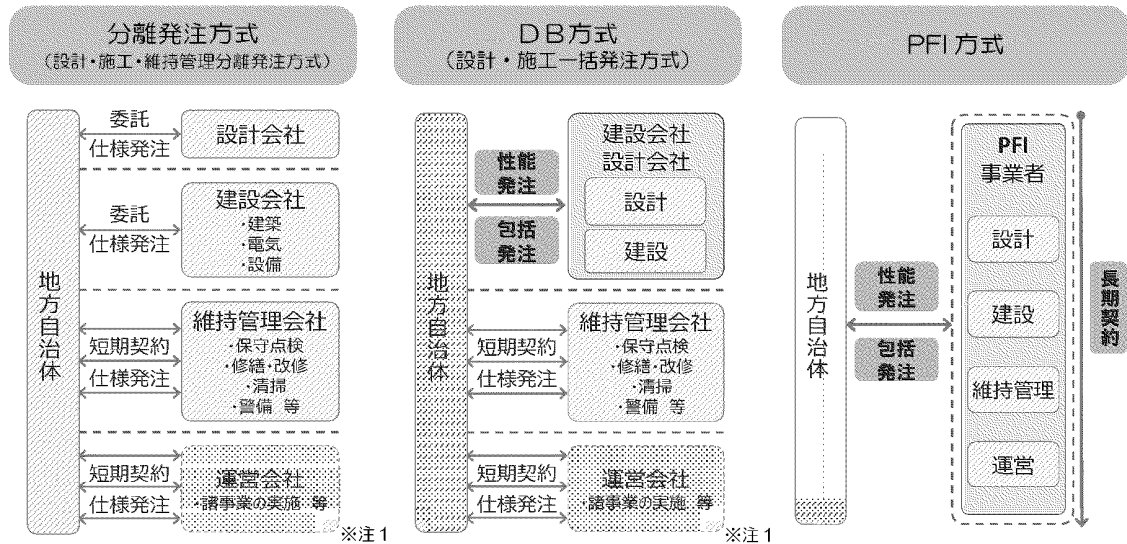 分離発注方式
（設計・施工・維持管理分離発注方式）
地方自治体
委託
仕様発注
設計会社
委託
仕様発注
建設会社
・建築
・電気
・設備
短期契約
仕様発注
維持管理会社
・保守点検
・修繕・改修
・清掃
・警備 等
短期契約
仕様発注
運営会社
・諸事業の実施 等
※注１
ＤＢ方式
（設計・施工一括発注方式）
地方自治体
性能
発注
包括
発注
建設会社
設計会社
設計
建設
短期契約
仕様発注
維持管理会社
・保守点検
・修繕・改修
・清掃
・警備 等
短期契約
仕様発注
運営会社
・諸事業の実施 等
※注１
PFI 方式
地方自治体
性能
発注
包括
発注
PFI
事業者
設計
建設
維持管理
運営
長期契約